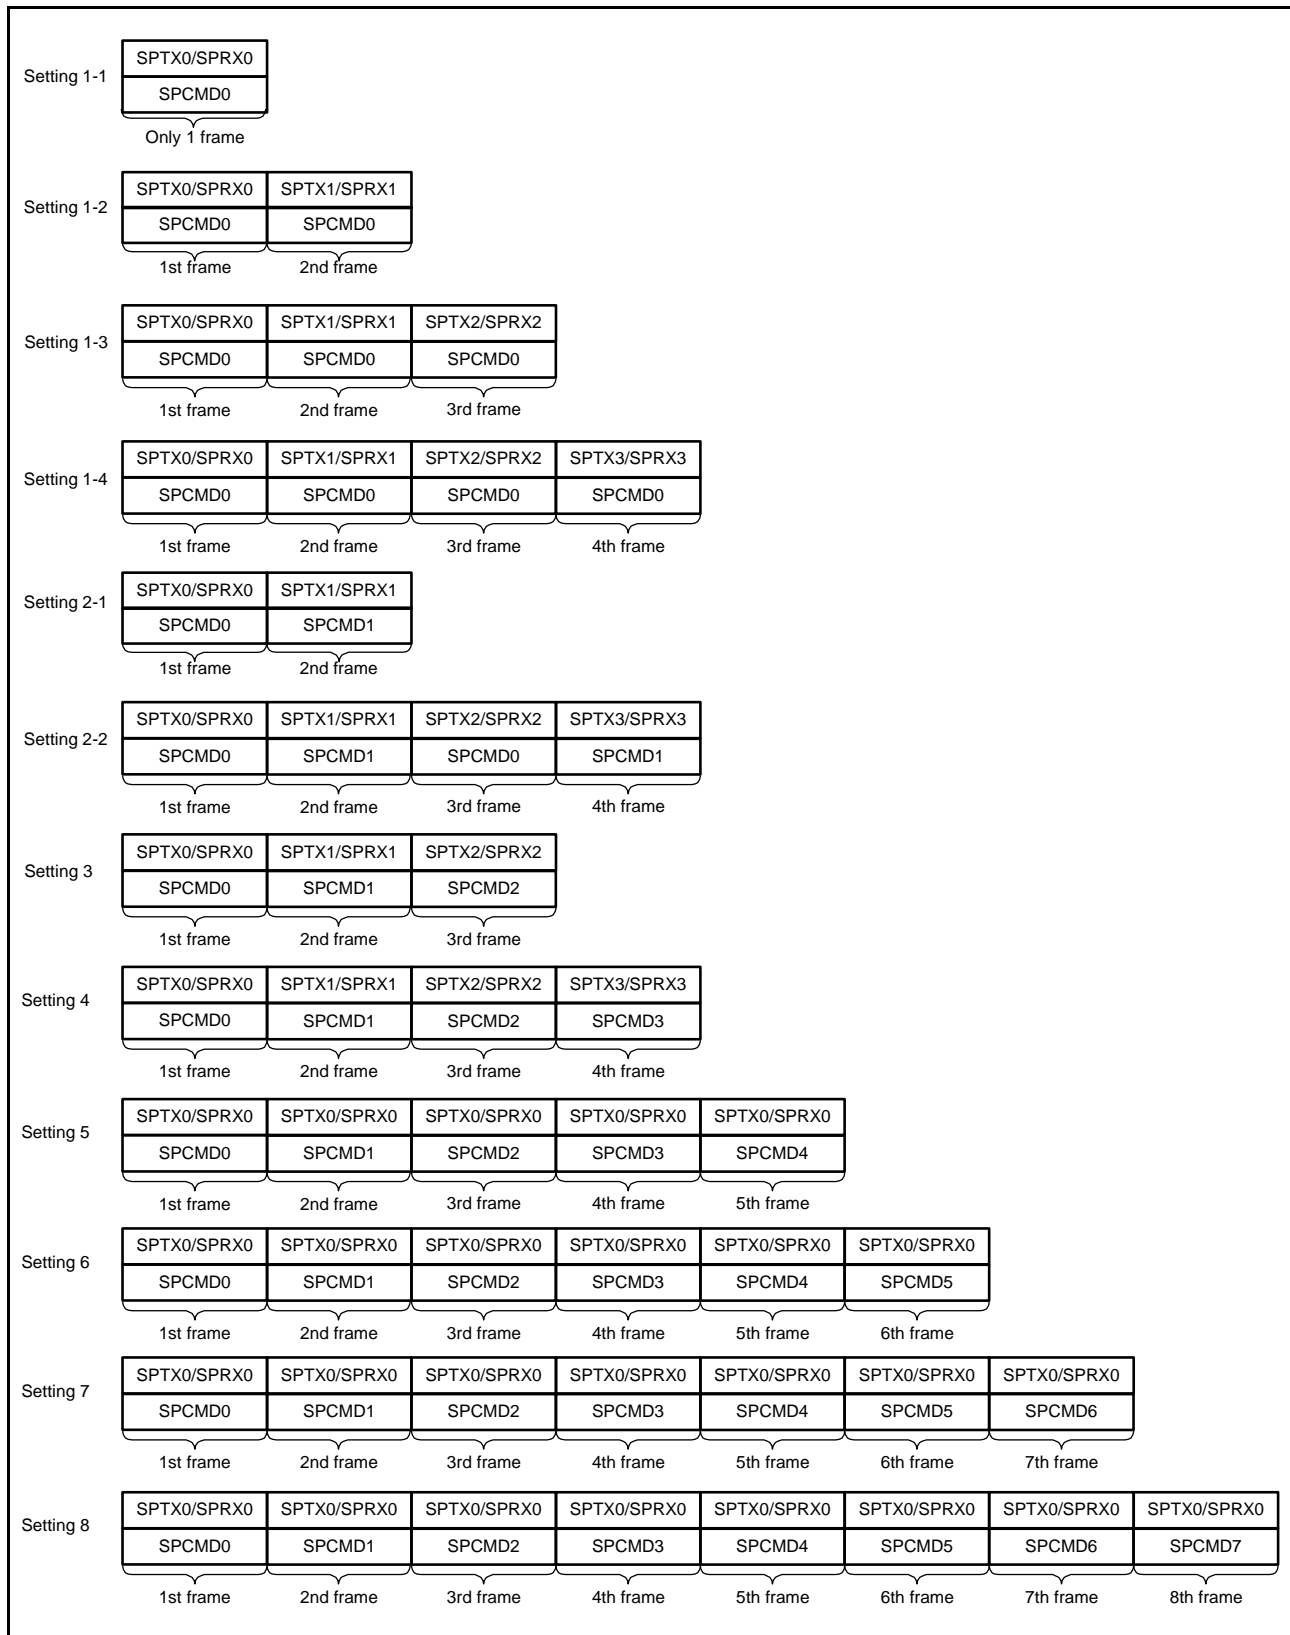 Setting 1-1
SPTX0/SPRX0
SPCMD0
Only 1 frame
Setting 1-2
SPTX0/SPRX0 SPTX1/SPRX1
SPCMD0 SPCMD0
1st frame 2nd frame
Setting 1-3
SPTX0/SPRX0 SPTX1/SPRX1 SPTX2/SPRX2
SPCMD0 SPCMD0 SPCMD0
1st frame 2nd frame 3rd frame
Setting 1-4
SPTX0/SPRX0 SPTX1/SPRX1 SPTX2/SPRX2 SPTX3/SPRX3
SPCMD0 SPCMD0 SPCMD0 SPCMD0
1st frame 2nd frame 3rd frame 4th frame
Setting 2-1
SPTX0/SPRX0 SPTX1/SPRX1
SPCMD0 SPCMD1
1st frame 2nd frame
Setting 2-2
SPTX0/SPRX0 SPTX1/SPRX1 SPTX2/SPRX2 SPTX3/SPRX3
SPCMD0 SPCMD1 SPCMD0 SPCMD1
1st frame 2nd frame 3rd frame 4th frame
Setting 3
SPTX0/SPRX0 SPTX1/SPRX1 SPTX2/SPRX2
SPCMD0 SPCMD1 SPCMD2
1st frame 2nd frame 3rd frame
Setting 4
SPTX0/SPRX0 SPTX1/SPRX1 SPTX2/SPRX2 SPTX3/SPRX3
SPCMD0 SPCMD1 SPCMD2 SPCMD3
1st frame 2nd frame 3rd frame 4th frame
Setting 5
SPTX0/SPRX0 SPTX0/SPRX0 SPTX0/SPRX0 SPTX0/SPRX0 SPTX0/SPRX0
SPCMD0 SPCMD1 SPCMD2 SPCMD3 SPCMD4
1st frame 2nd frame 3rd frame 4th frame 5th frame
Setting 6
SPTX0/SPRX0 SPTX0/SPRX0 SPTX0/SPRX0 SPTX0/SPRX0 SPTX0/SPRX0 SPTX0/SPRX0
SPCMD0 SPCMD1 SPCMD2 SPCMD3 SPCMD4 SPCMD5
1st frame 2nd frame 3rd frame 4th frame 5th frame 6th frame
Setting 7
SPTX0/SPRX0 SPTX0/SPRX0 SPTX0/SPRX0 SPTX0/SPRX0 SPTX0/SPRX0 SPTX0/SPRX0 SPTX0/SPRX0
SPCMD0 SPCMD1 SPCMD2 SPCMD3 SPCMD4 SPCMD5 SPCMD6
1st frame 2nd frame 3rd frame 4th frame 5th frame 6th frame 7th frame
Setting 8
SPTX0/SPRX0 SPTX0/SPRX0 SPTX0/SPRX0 SPTX0/SPRX0 SPTX0/SPRX0 SPTX0/SPRX0 SPTX0/SPRX0 SPTX0/SPRX0
SPCMD0 SPCMD1 SPCMD2 SPCMD3 SPCMD4 SPCMD5 SPCMD6 SPCMD7
1st frame 2nd frame 3rd frame 4th frame 5th frame 6th frame 7th frame 8th frame